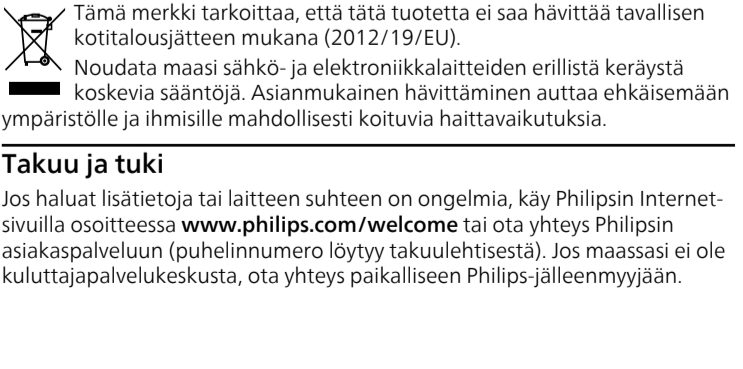 Tämä merkki tarkoittaa, että tätä tuotetta ei saa hävittää tavallisen
kotitalousjätteen mukana (2012/19/EU).
Noudata maasi sähkö- ja elektroniikkalaitteiden erillistä keräystä
koskevia sääntöjä. Asianmukainen hävittäminen auttaa ehkäisemään
ympäristölle ja ihmisille mahdollisesti koituvia haittavaikutuksia.
Takuu ja tuki
Jos haluat lisätietoja tai laitteen suhteen on ongelmia, käy Philipsin Internet-
sivuilla osoitteessa www.philips.com/welcome tai ota yhteys Philipsin
asiakaspalveluun (puhelinnumero löytyy takuulehtisestä). Jos maassasi ei ole
kuluttajapalvelukeskusta, ota yhteys paikalliseen Philips-jälleenmyyjään.